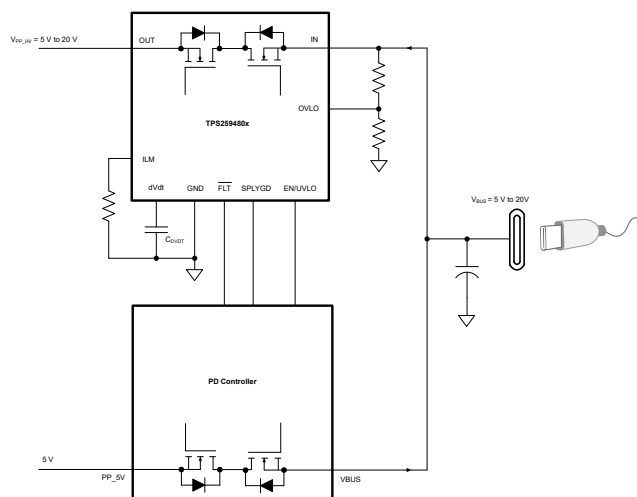 V_PP_HV = 5 V to 20 V
OUT
IN
OVLO
TPS259480x
ILM
dVdt
GND
FLT
SPLYGD
EN/UVLO
C_DVDT
V_BUS = 5 V to 20V
PD Controller
5 V
PP_5V
VBUS